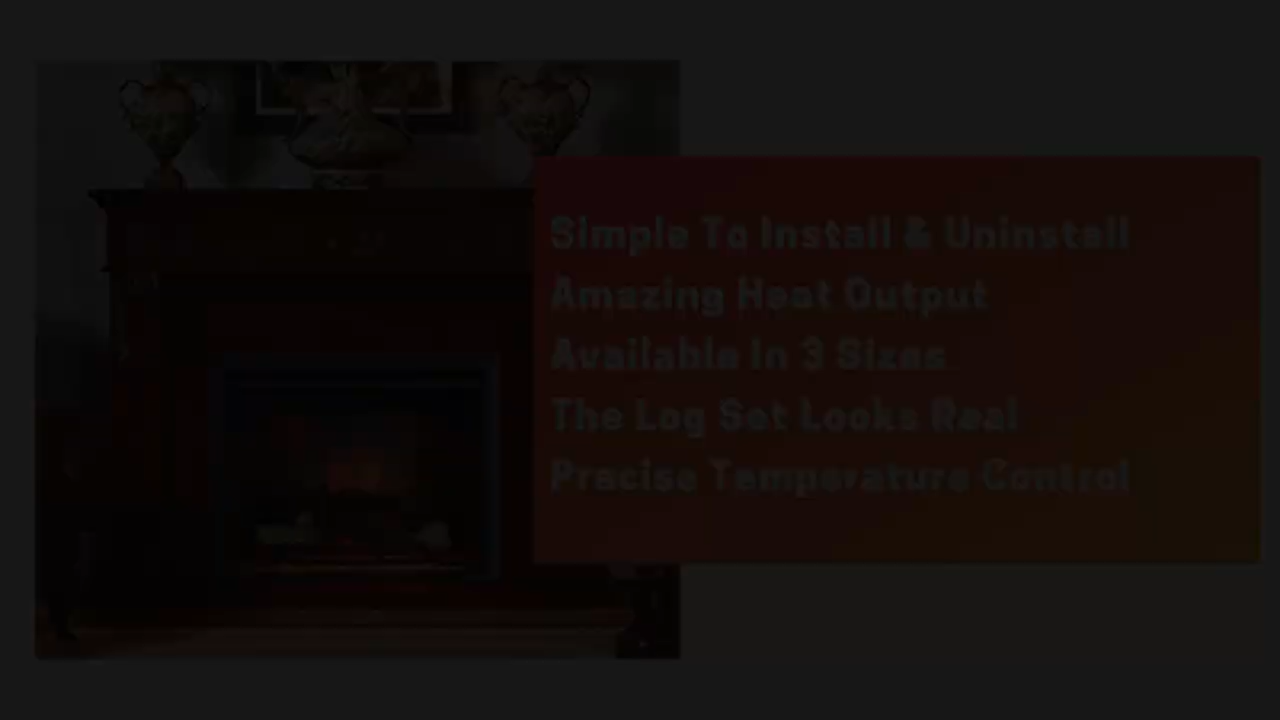 Simple To Install & Uninstall
Amazing Heat Output
Available In 3 Sizes
The Log Set Looks Real
Precise Temperature Control